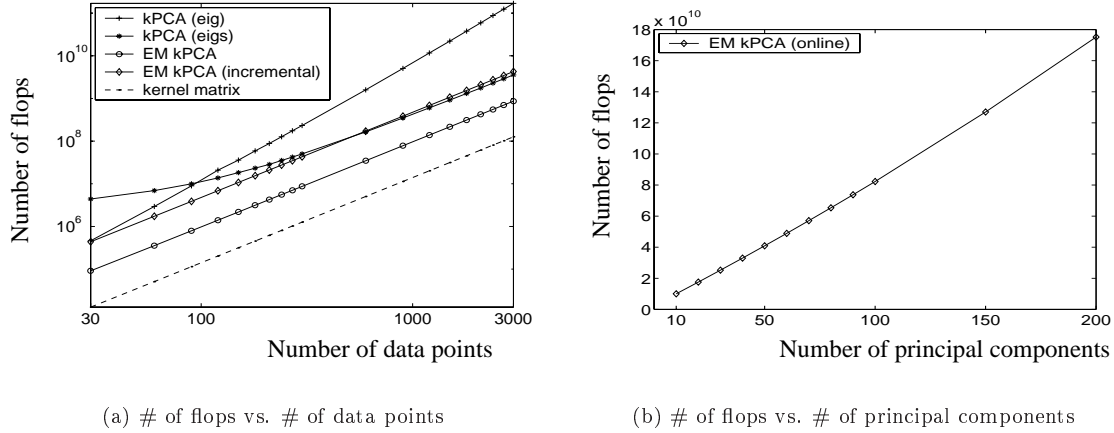 kPCA (eig)
kPCA (eigs)
EM kPCA
EM kPCA (incremental)
kernel matrix
10^10
10^8
10^6
Number of flops
30
100
1000
3000
Number of data points
(a) # of flops vs. # of data points
x 10^10
EM kPCA (online)
18
16
14
12
10
8
6
4
2
0
Number of flops
10
50
100
150
200
Number of principal components
(b) # of flops vs. # of principal components